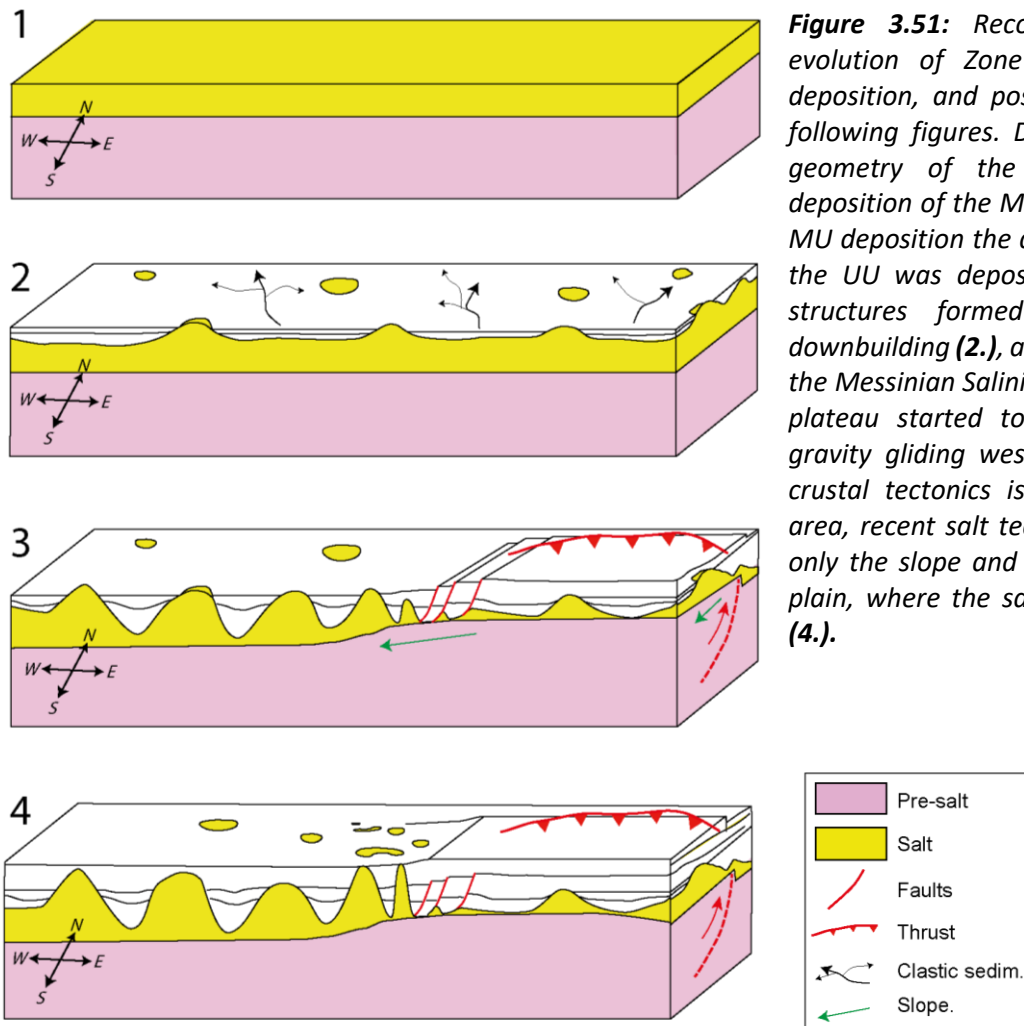 1
N
W E
S
2
N
W E
S
3
N
W E
S
4
N
W E
S
Figure 3.51: Reco
evolution of Zone
deposition, and pos
following figures. D
geometry of the
deposition of the M
MU deposition the
the UU was depos
structures formed
downbuilding (2.), a
the Messinian Salini
plateau started to
gravity gliding wes
crustal tectonics is
area, recent salt tec
only the slope and
plain, where the sa
(4.).
Pre-salt
Salt
Faults
Thrust
Clastic sedim.
Slope.